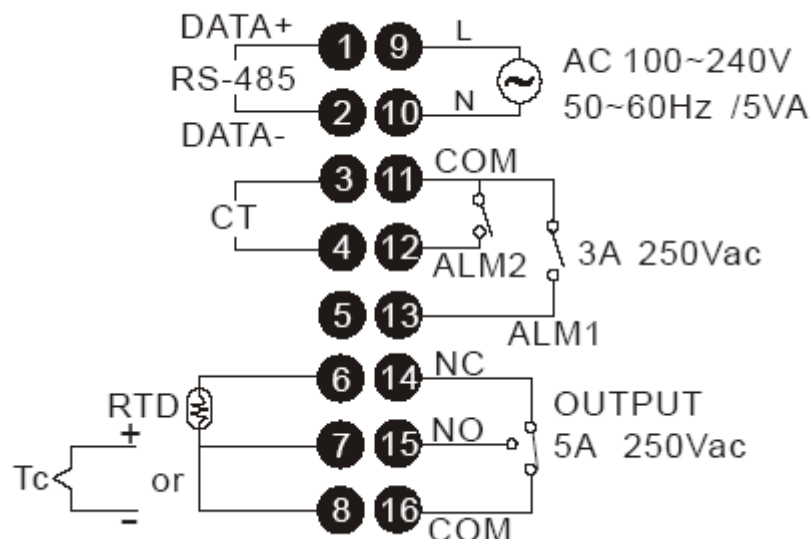 DATA+ 1 9 L
RS-485 AC 100~240V
2 10 N 50~60Hz /5VA
DATA-
3 11 COM
CT
4 12 ALM2 3A 250Vac
5 13 ALM1
6 14 NC
RTD OUTPUT
+ 7 15 NO 5A 250Vac
Tc or
- 8 16 COM